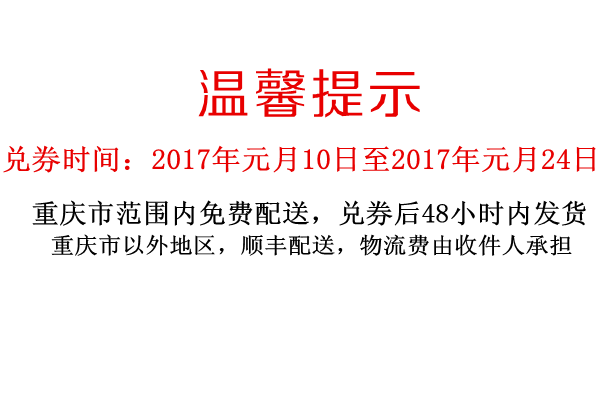 温馨提示
兑券时间：2017年元月10日至2017年元月24日
重庆市范围内免费配送，兑券后48小时内发货
重庆市以外地区，顺丰配送，物流费由收件人承担